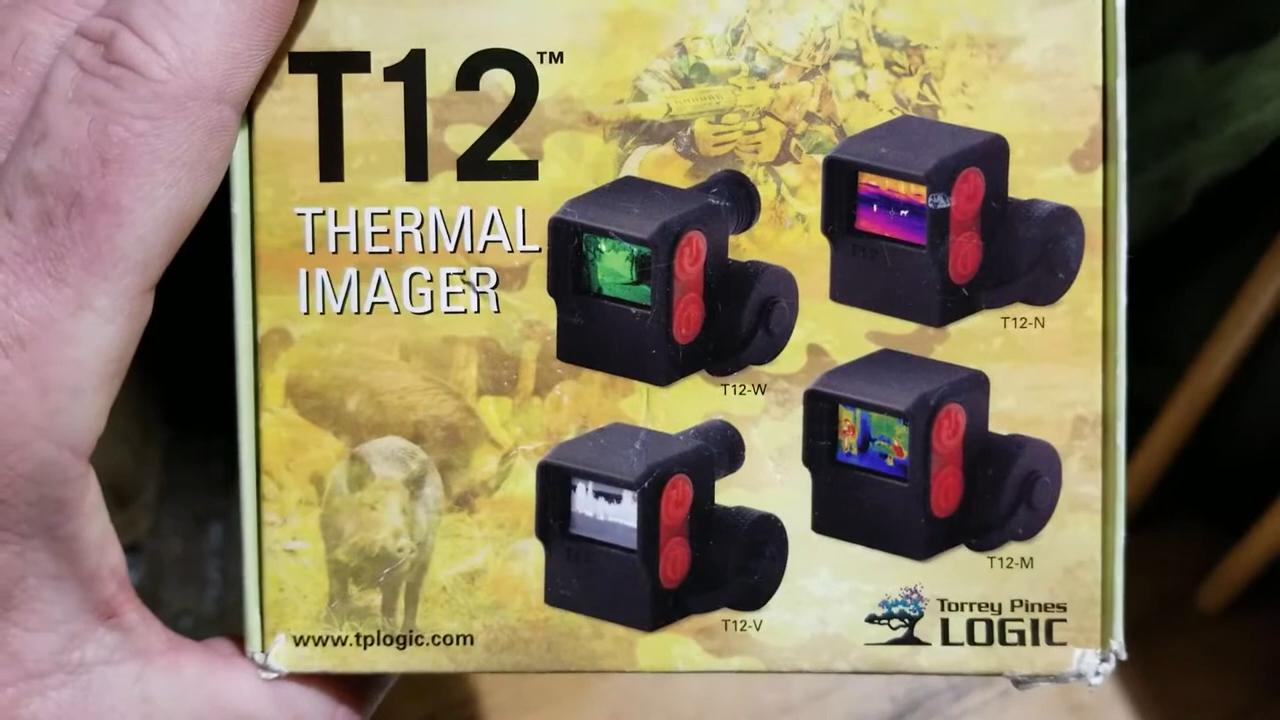 T12™
THERMAL
IMAGER
T12-W
T12-N
T12-V
T12-M
www.tplogic.com
Torrey Pines
LOGIC